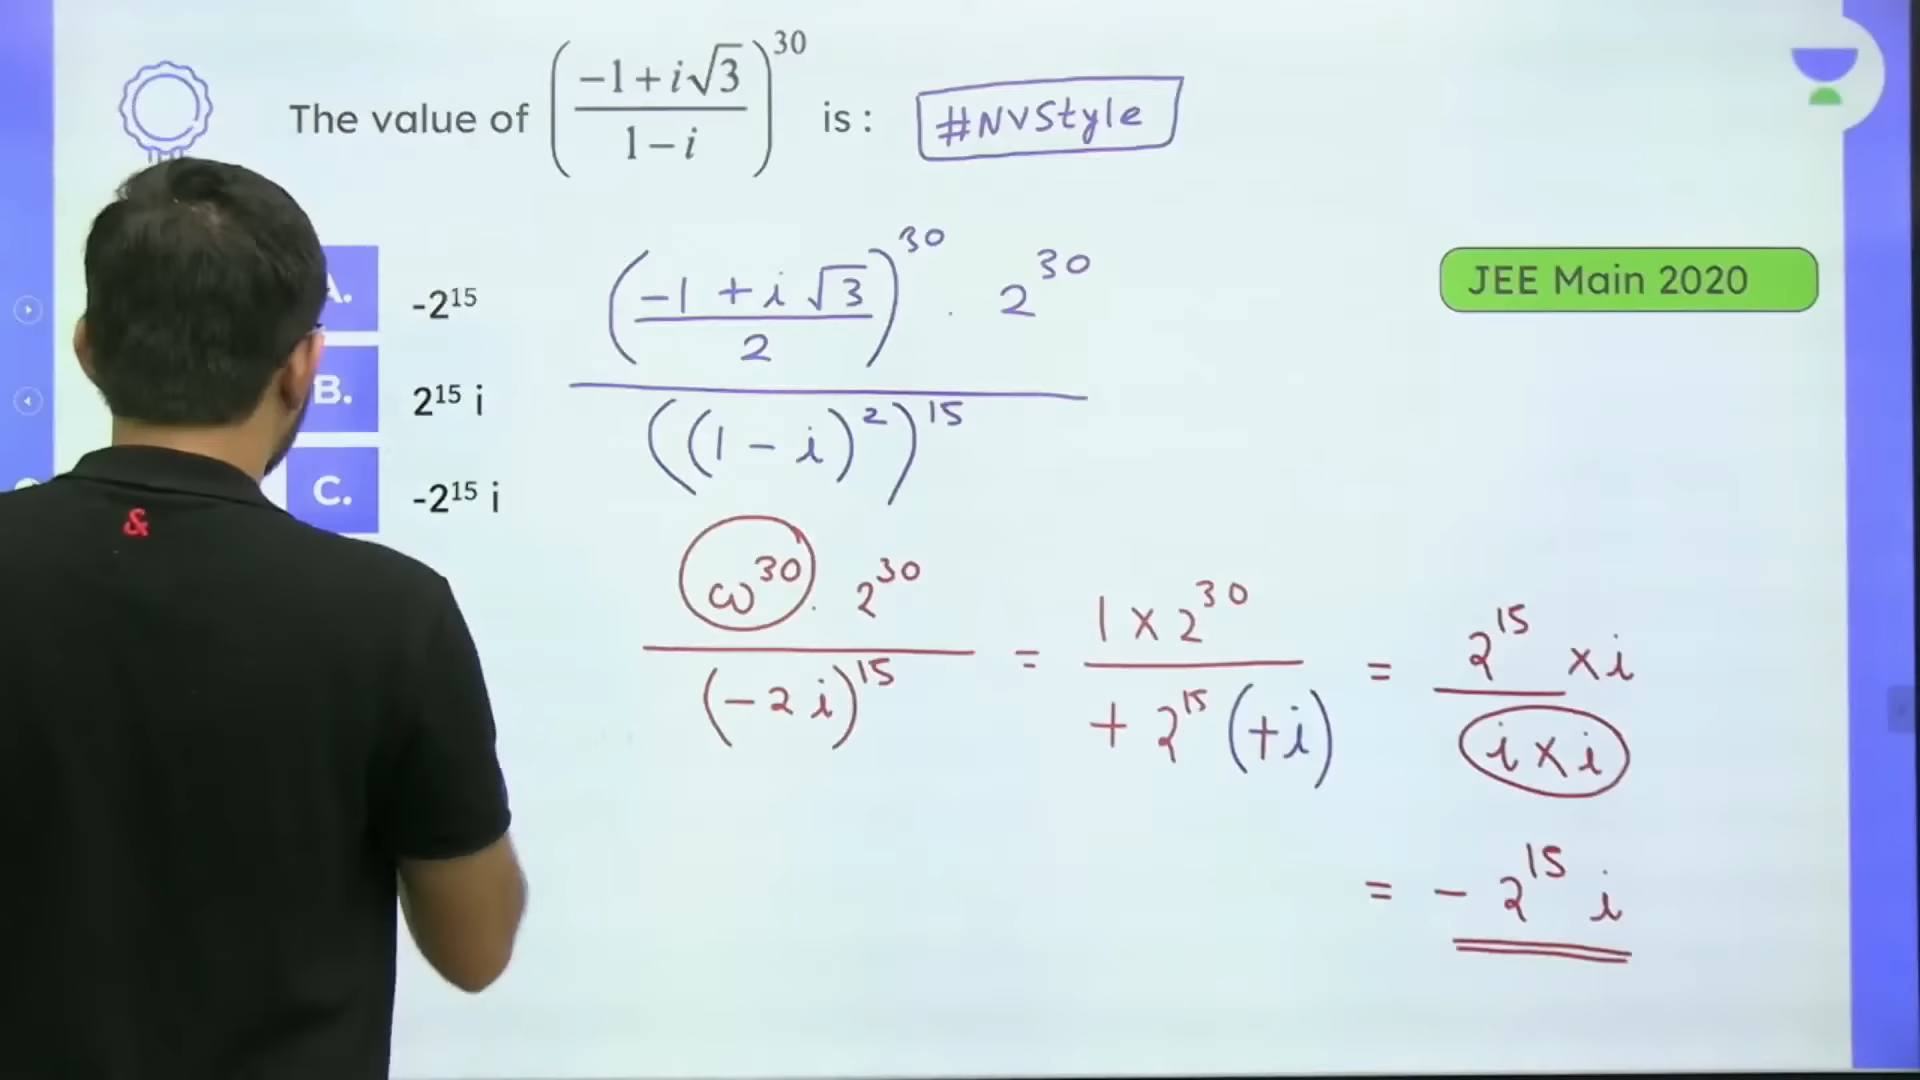 The value of ((-1+i√3)/(1-i))^30 is :
#NVStyle
JEE Main 2020
A. -2^15
B. 2^15 i
C. -2^15 i
((-1 + i √3)/2)^30 . 2^30
((1 - i)^2)^15
ω^30 . 2^30 / (-2i)^15 = 1 x 2^30 / + 2^15 (+i) = 2^15 x i / i x i
= - 2^15 i
&